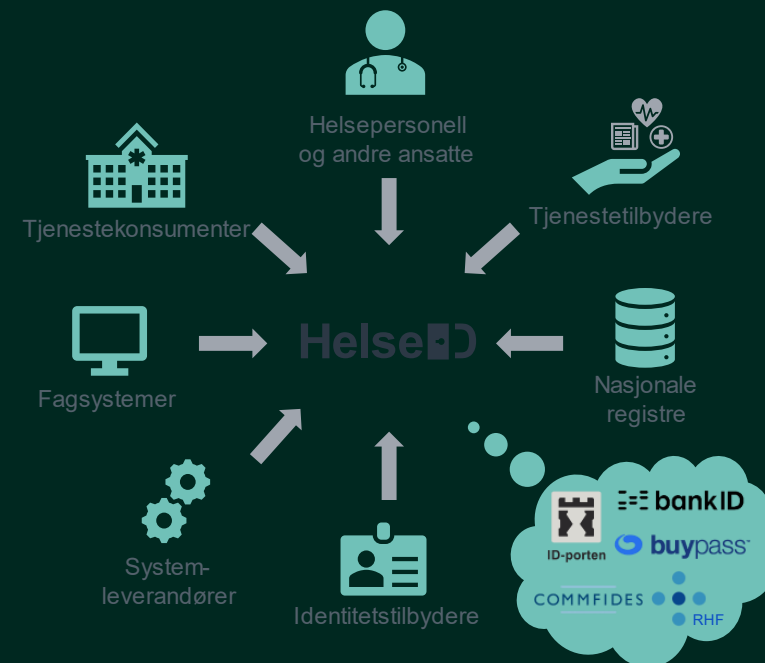 Helsepersonell
og andre ansatte
Tjenestekonsumenter
Tjenestetilbydere
HelseID
Fagsystemer
Nasjonale
registre
System-
leverandører
Identitetstilbydere
bankID
ID-porten
buypass
COMMFIDES
RHF